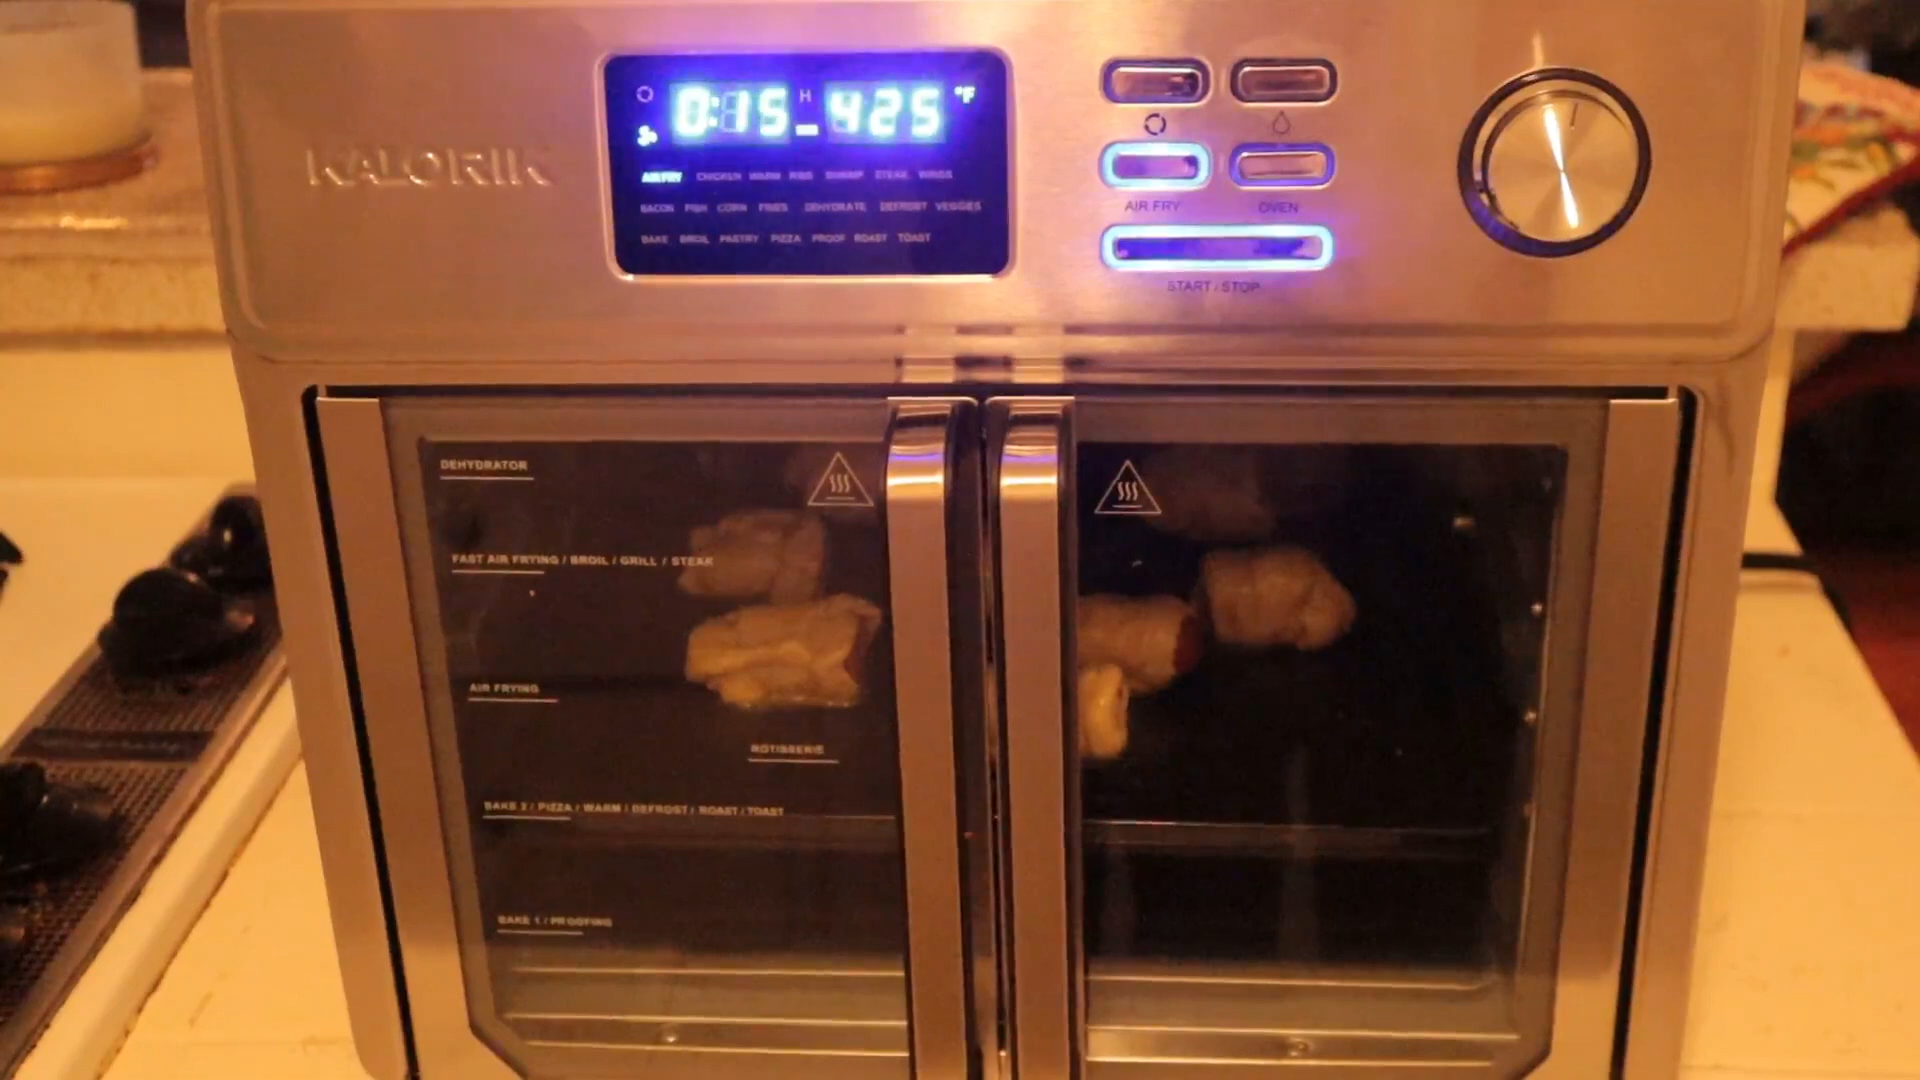 0:15 H 425 °F
KALORIK
AIR FRY CHICKEN WARM RIBS SHRIMP STEAK WINGS
BACON FISH CORN FRIES DEHYDRATE DEFROST VEGGIES
BAKE BROIL PASTRY PIZZA PROOF ROAST TOAST
AIR FRY OVEN
START / STOP
DEHYDRATOR
FAST AIR FRYING / BROIL / GRILL / STEAK
AIR FRYING
ROTISSERIE
BAKE 2 / PIZZA / WARM / DEFROST / ROAST / TOAST
BAKE 1 / PROOFING